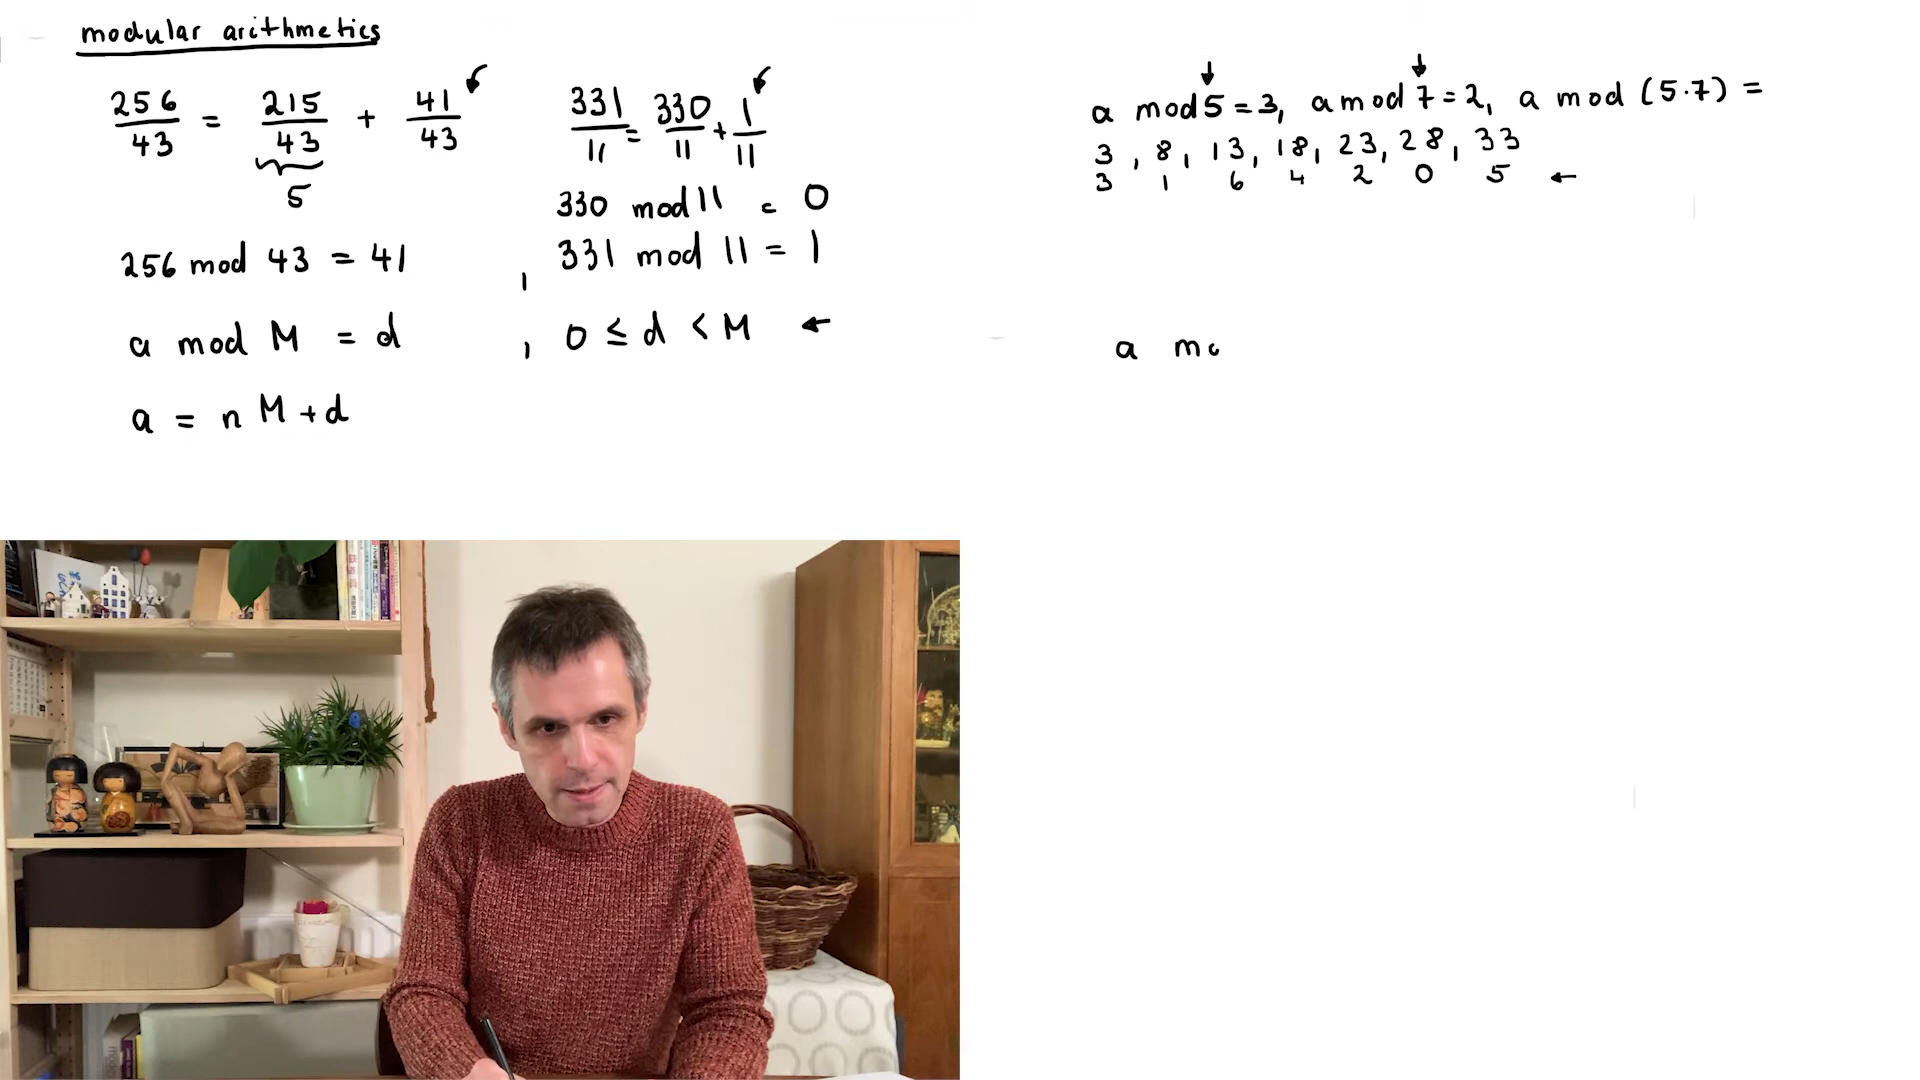 modular arithmetics
256/43 = 215/43 + 41/43
5
256 mod 43 = 41 ,
a mod M = d ,
a = n M + d
331/11 = 330/11 + 1/11
330 mod 11 = 0
331 mod 11 = 1
0 ≤ d < M ←
↓ ↓
a mod 5 = 3, a mod 7 = 2, a mod (5·7) =
3, 8, 13, 18, 23, 28, 33
3 1 6 4 2 0 5 ←
a mo